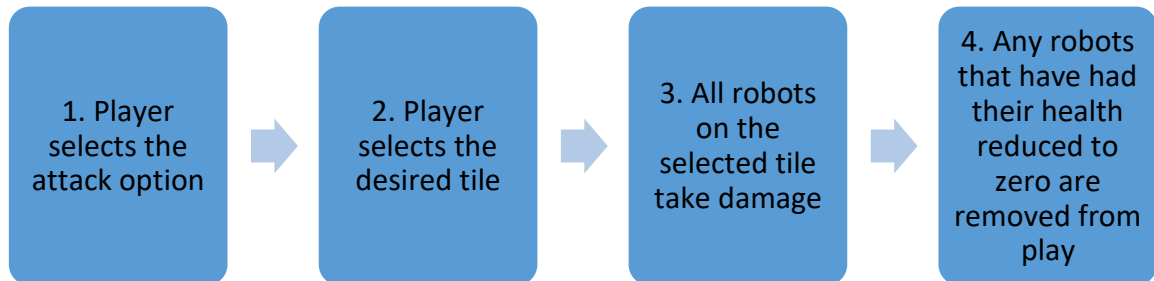 1. Player
selects the
attack option
2. Player
selects the
desired tile
3. All robots
on the
selected tile
take damage
4. Any robots
that have had
their health
reduced to
zero are
removed from
play